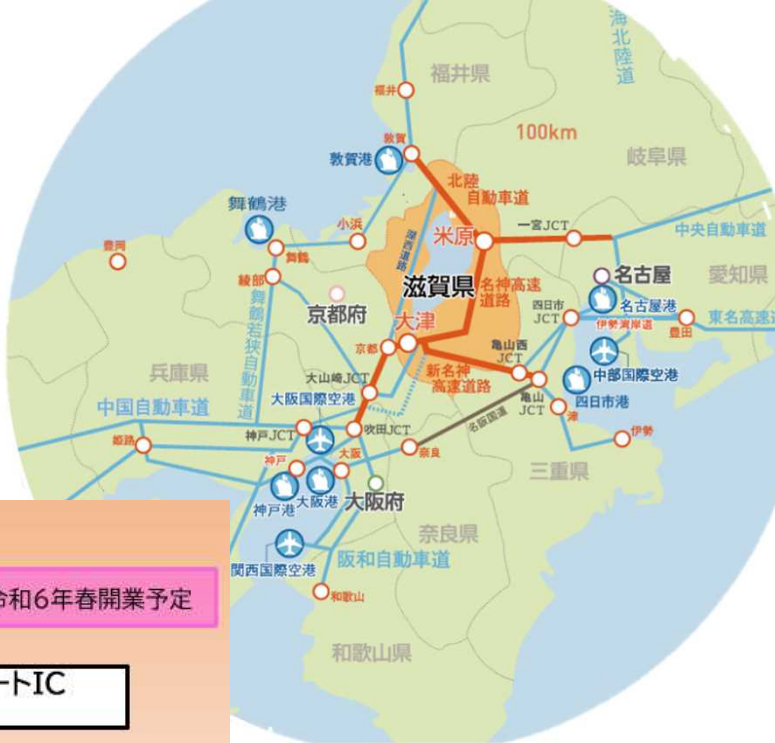 海北陸道
福井県
福井
100km
敦賀
敦賀港
岐阜県
北陸
自動車道
舞鶴港
小浜
米原
一宮JCT
中央自動車道
豊岡
舞鶴
湖西道路
名古屋
綾部
滋賀県
名神高速
道路
愛知県
名古屋港
京都府
四日市
JCT
大津
伊勢湾岸道
豊田
東名高速道
舞鶴若狭自動車道
京都
亀山西
JCT
中部国際空港
兵庫県
大山崎JCT
新名神
高速道路
大阪国際空港
亀山
JCT
四日市港
中国自動車道
津
名阪国道
神戸JCT
吹田JCT
伊勢
姫路
大阪
奈良
神戸
三重県
神戸港
大阪港
大阪府
奈良県
阪和自動車道
関西国際空港
和歌山
和歌山県
令和6年春開業予定
ートIC